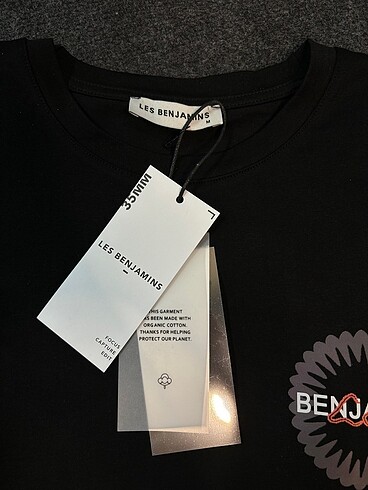 LES BENJAMINS
M
35MM
LES BENJAMINS
FOCUS
CAPTURE
EDIT
THIS GARMENT
HAS BEEN MADE WITH
ORGANIC COTTON.
THANKS FOR HELPING
PROTECT OUR PLANET.
BENJA